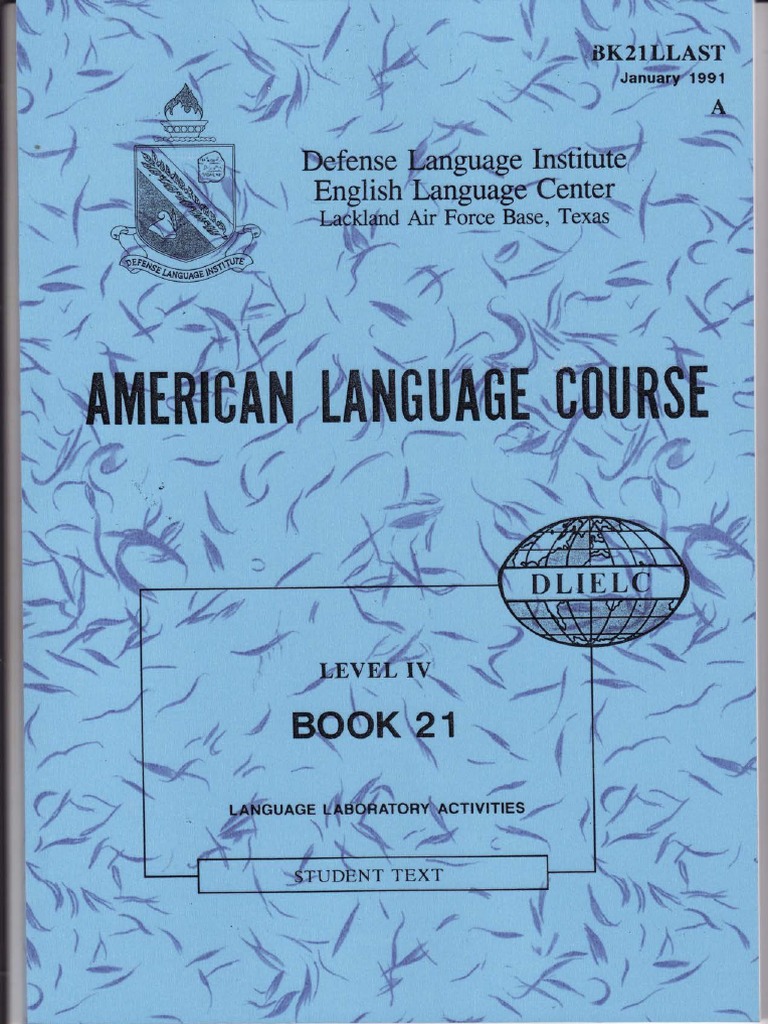 BK21LLAST
January 1991
A
Defense Language Institute
English Language Center
Lackland Air Force Base, Texas
DEFENSE LANGUAGE INSTITUTE
AMERICAN LANGUAGE COURSE
DLIELC
LEVEL IV
BOOK 21
LANGUAGE LABORATORY ACTIVITIES
STUDENT TEXT